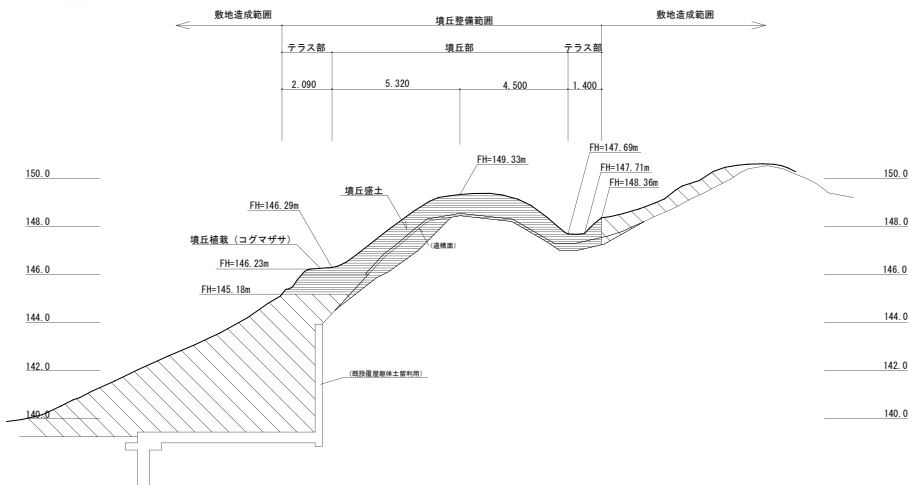 敷地造成範囲
墳丘整備範囲
敷地造成範囲
テラス部
墳丘部
テラス部
2.090
5.320
4.500
1.400
FH=147.69m
FH=149.33m
FH=147.71m
150.0
150.0
FH=148.36m
墳丘盛土
FH=146.29m
148.0
148.0
墳丘植栽（コグマザサ）
（遺構面）
FH=146.23m
146.0
146.0
FH=145.18m
144.0
144.0
142.0
142.0
（既設覆屋躯体土留利用）
140.0
140.0